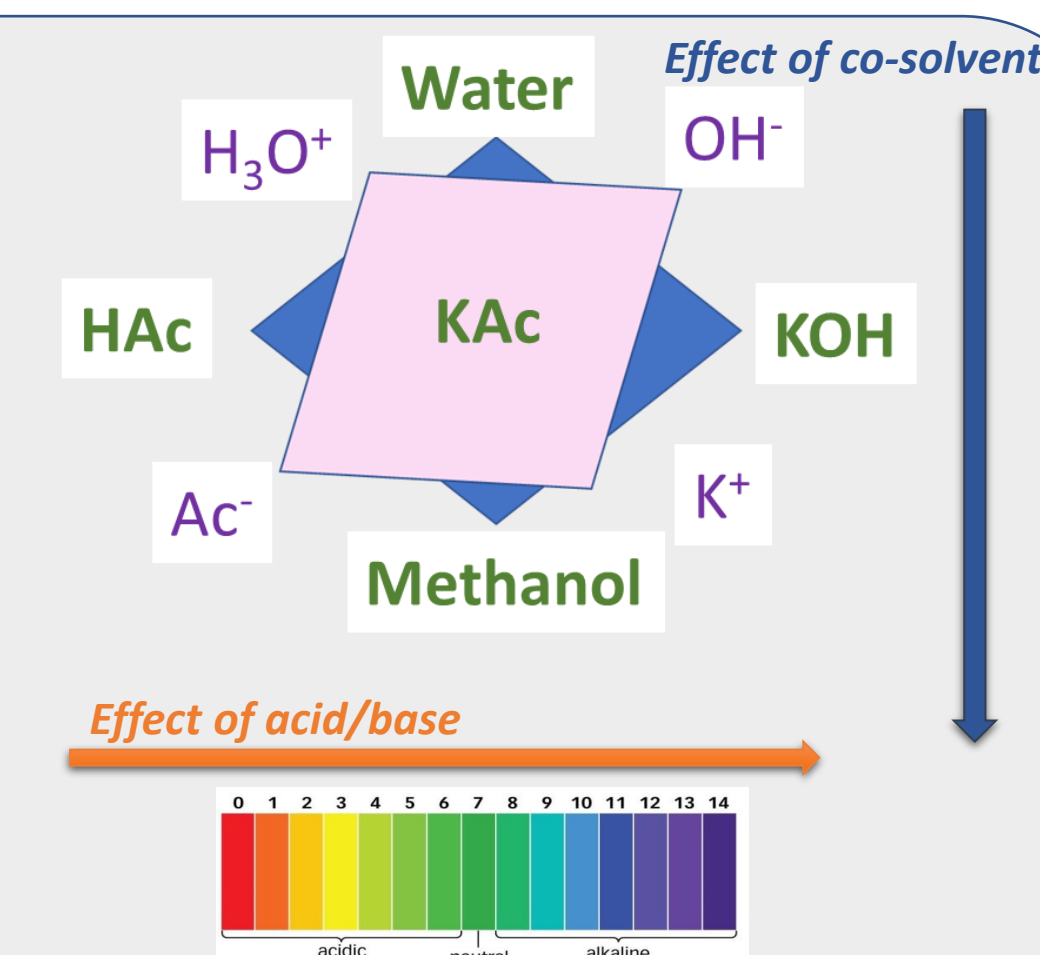 Effect of co-solvent
Water
H₃O⁺
OH⁻
HAc
KAc
KOH
Ac⁻
K⁺
Methanol
Effect of acid/base
0 1 2 3 4 5 6 7 8 9 10 11 12 13 14
acidic neutral alkaline